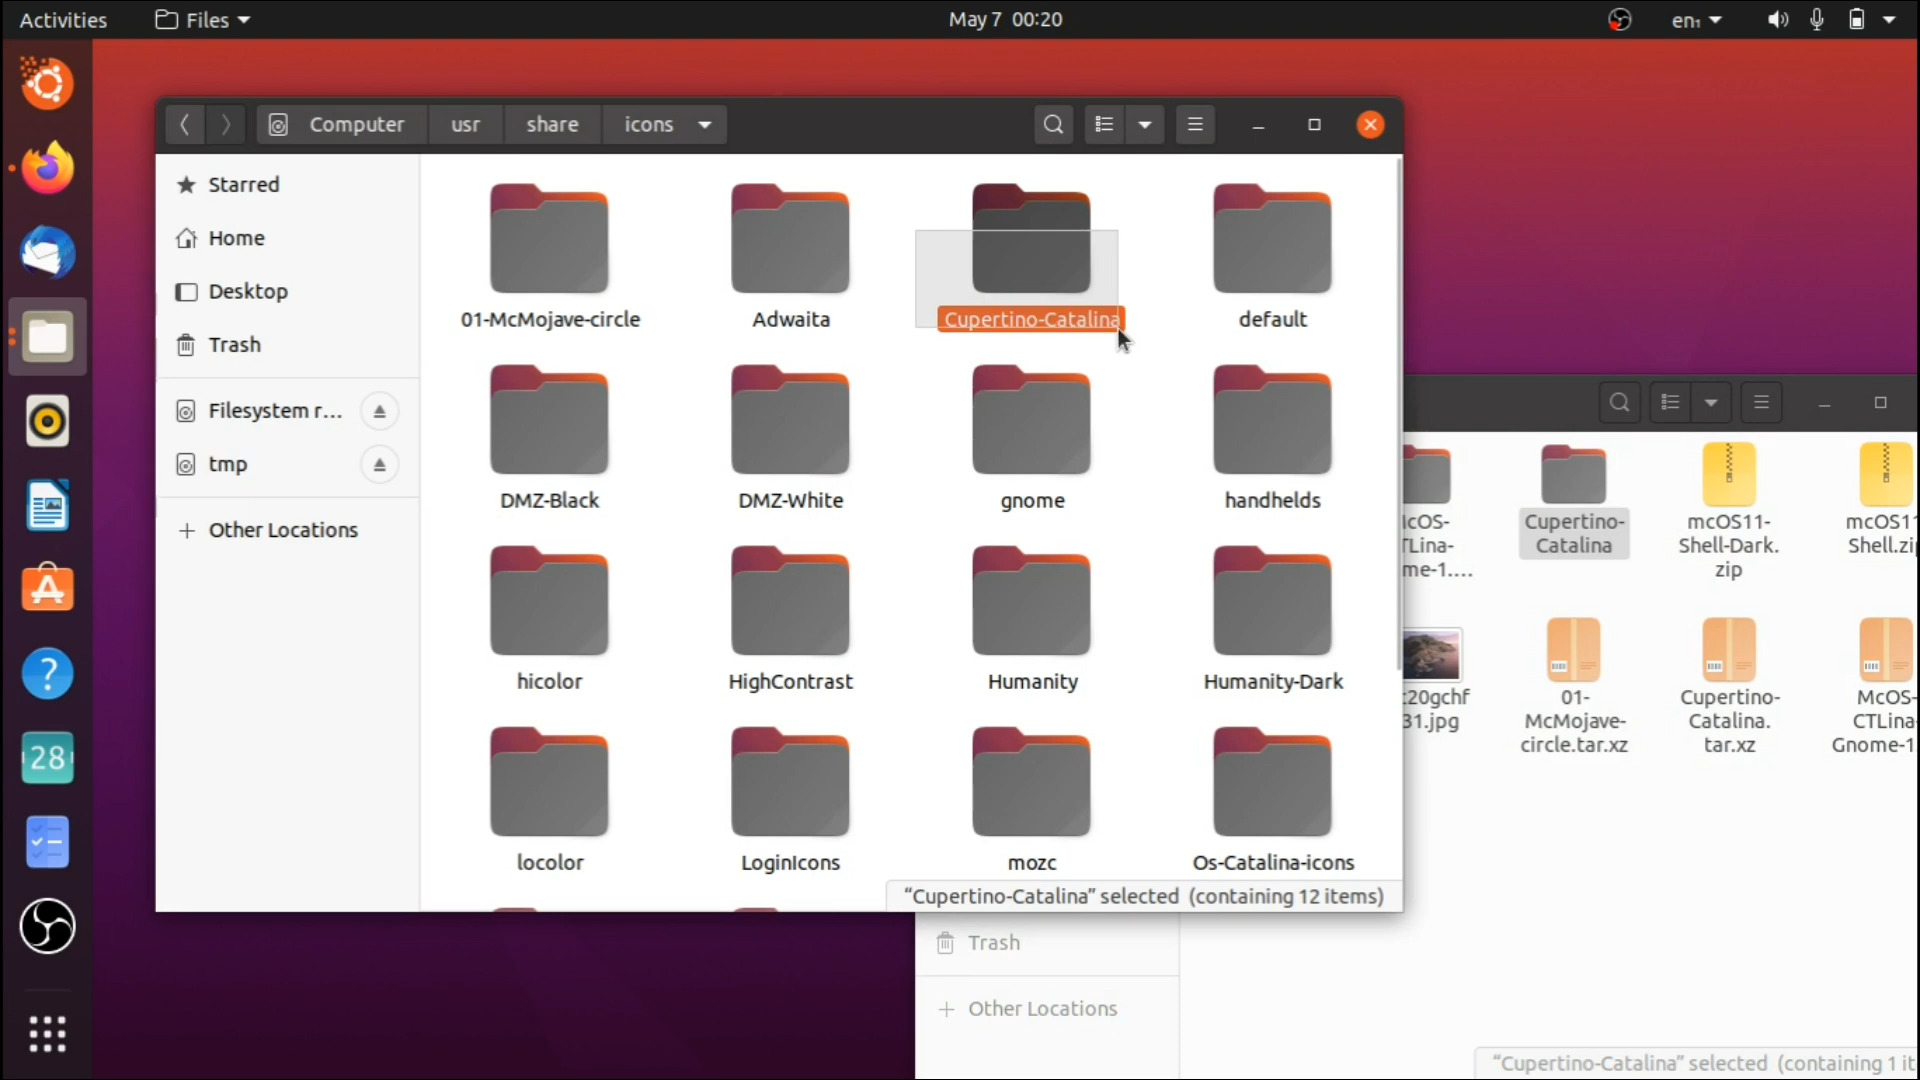 Activities
Files
May 7 00:20
en₁
Computer
usr
share
icons
Starred
Home
Desktop
Trash
Filesystem r...
tmp
Other Locations
01-McMojave-circle
Adwaita
Cupertino-Catalina
default
DMZ-Black
DMZ-White
gnome
handhelds
hicolor
HighContrast
Humanity
Humanity-Dark
locolor
LoginIcons
mozc
Os-Catalina-icons
"Cupertino-Catalina" selected (containing 12 items)
cOS-
TLina-
me-1....
Cupertino-
Catalina
mcOS11-
Shell-Dark.
zip
mcOS11
Shell.zi
20gchf
31.jpg
01-
McMojave-
circle.tar.xz
Cupertino-
Catalina.
tar.xz
McOS-
CTLina
Gnome-1
Trash
Other Locations
"Cupertino-Catalina" selected (containing 1 it
28